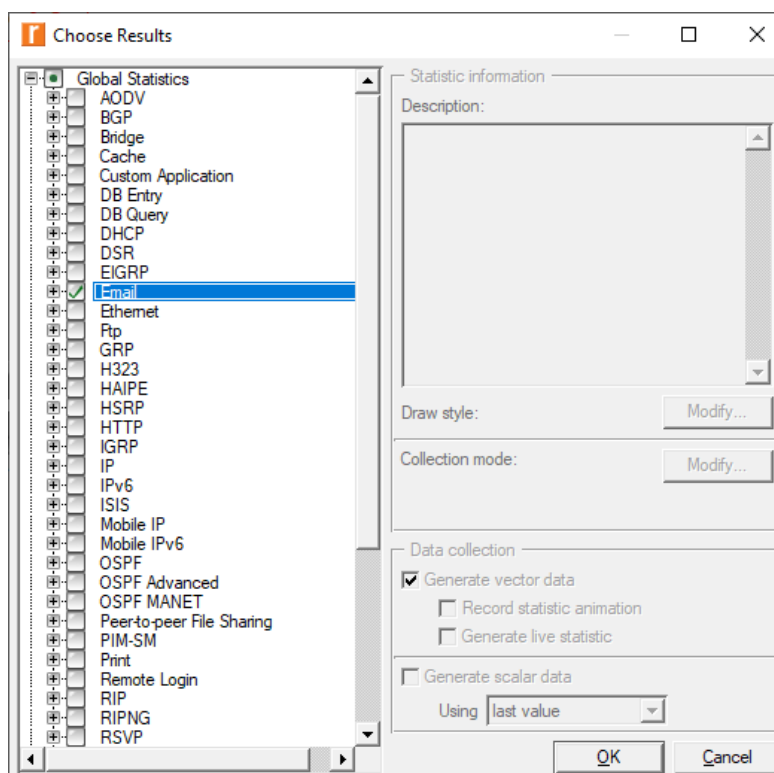 Choose Results
Global Statistics
AODV
BGP
Bridge
Cache
Custom Application
DB Entry
DB Query
DHCP
DSR
EIGRP
Email
Ethernet
Ftp
GRP
H323
HAIPE
HSRP
HTTP
IGRP
IP
IPv6
ISIS
Mobile IP
Mobile IPv6
OSPF
OSPF Advanced
OSPF MANET
Peer-to-peer File Sharing
PIM-SM
Print
Remote Login
RIP
RIPNG
RSVP
Statistic information
Description:
Draw style:
Modify...
Collection mode:
Modify...
Data collection
Generate vector data
Record statistic animation
Generate live statistic
Generate scalar data
Using last value
OK Cancel